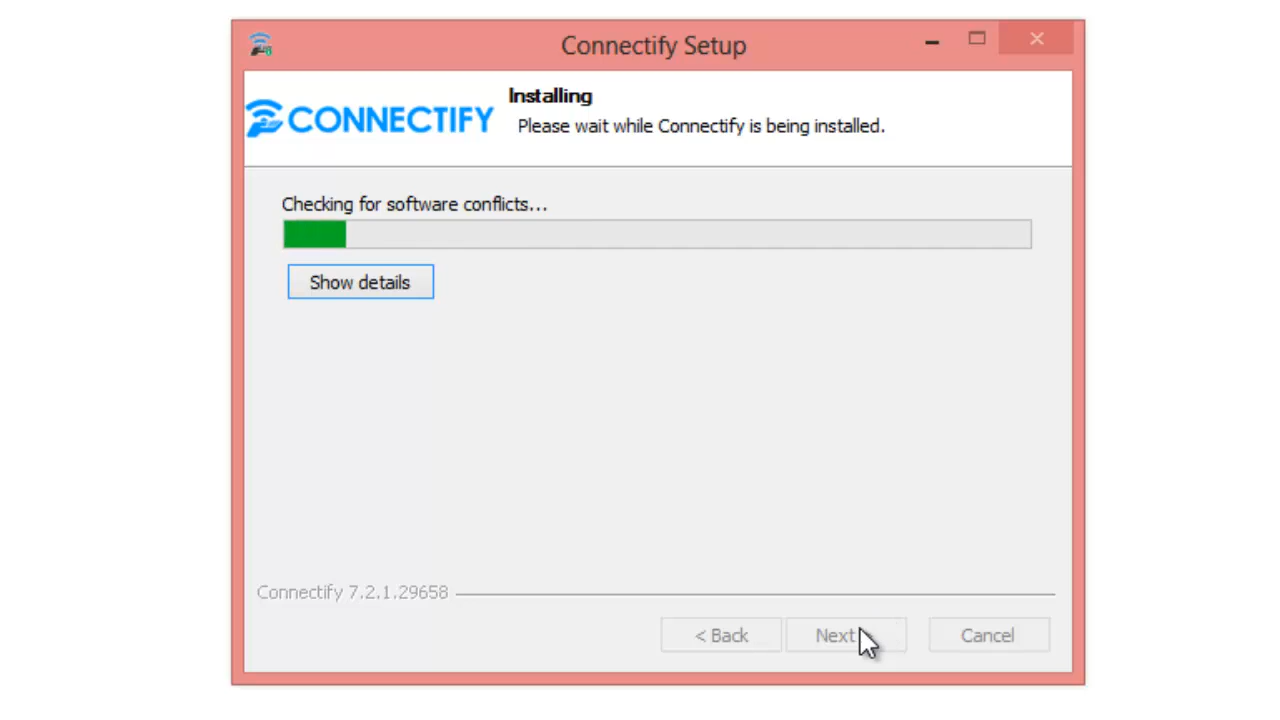 Connectify Setup
CONNECTIFY
Installing
Please wait while Connectify is being installed.
Checking for software conflicts...
Show details
Connectify 7.2.1.29658
< Back
Next
Cancel